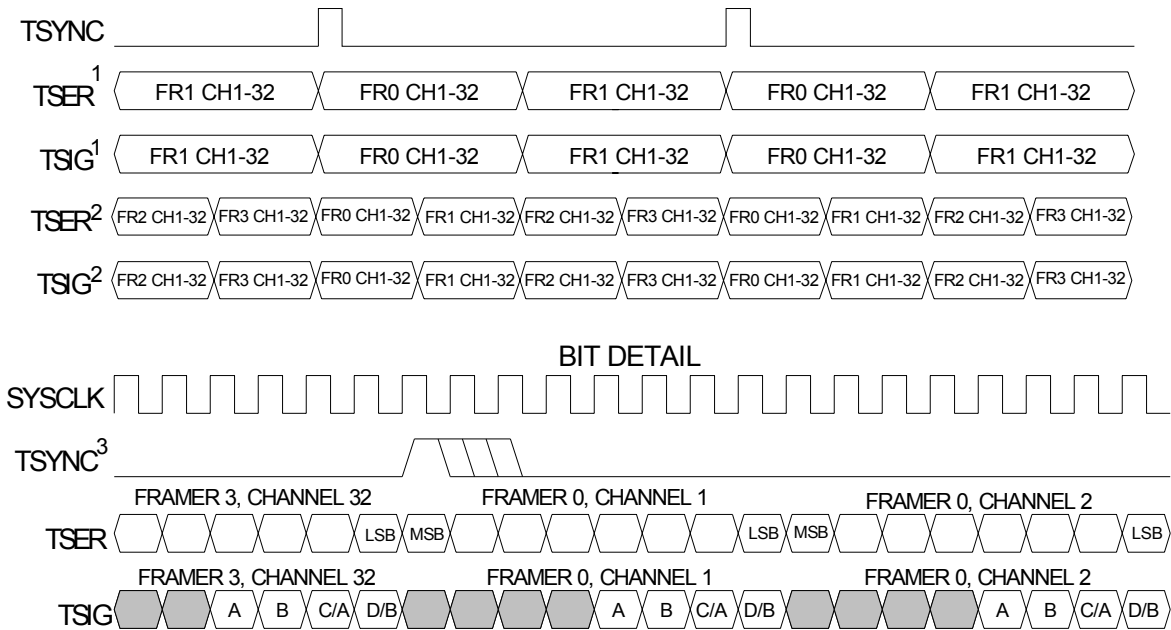 TSYNC
TSER1 FR1 CH1-32 FR0 CH1-32 FR1 CH1-32 FR0 CH1-32 FR1 CH1-32
TSIG1 FR1 CH1-32 FR0 CH1-32 FR1 CH1-32 FR0 CH1-32 FR1 CH1-32
TSER2 FR2 CH1-32 FR3 CH1-32 FR0 CH1-32 FR1 CH1-32 FR2 CH1-32 FR3 CH1-32 FR0 CH1-32 FR1 CH1-32 FR2 CH1-32 FR3 CH1-32
TSIG2 FR2 CH1-32 FR3 CH1-32 FR0 CH1-32 FR1 CH1-32 FR2 CH1-32 FR3 CH1-32 FR0 CH1-32 FR1 CH1-32 FR2 CH1-32 FR3 CH1-32
BIT DETAIL
SYSCLK
TSYNC3
FRAMER 3, CHANNEL 32 FRAMER 0, CHANNEL 1 FRAMER 0, CHANNEL 2
TSER LSB MSB LSB MSB LSB
FRAMER 3, CHANNEL 32 FRAMER 0, CHANNEL 1 FRAMER 0, CHANNEL 2
TSIG A B C/A D/B A B C/A D/B A B C/A D/B